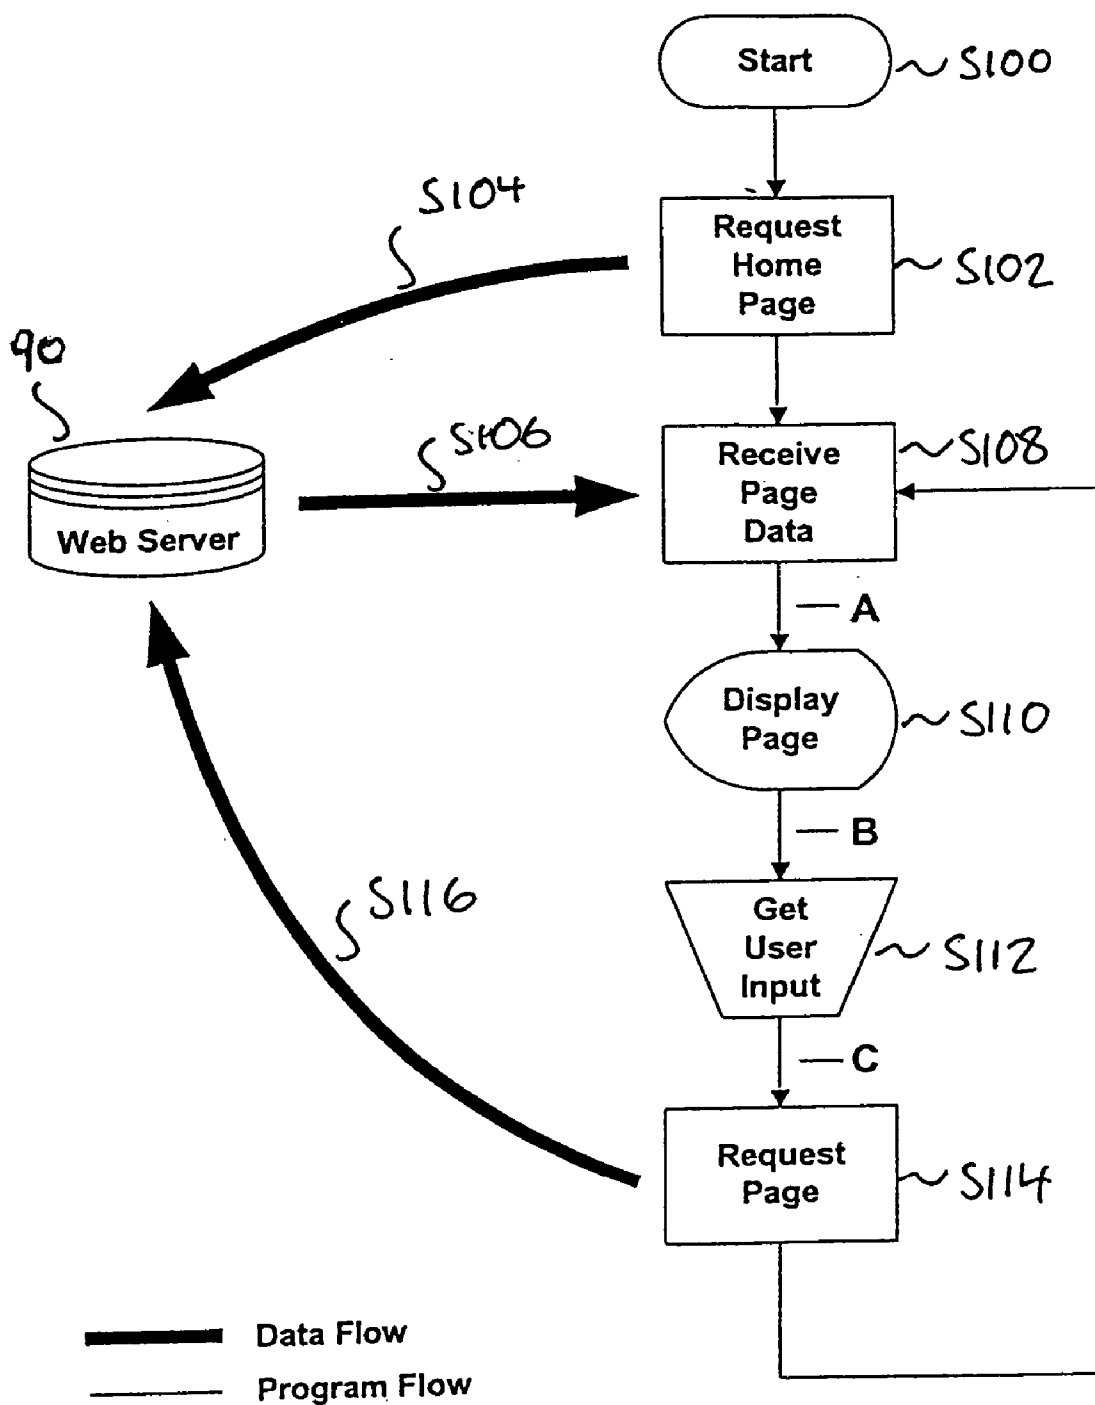 Start
S100
S104
Request
Home
Page
S102
90
S106
Receive
Page
Data
S108
Web Server
A
Display
Page
S110
B
S116
Get
User
Input
S112
C
Request
Page
S114
Data Flow
Program Flow